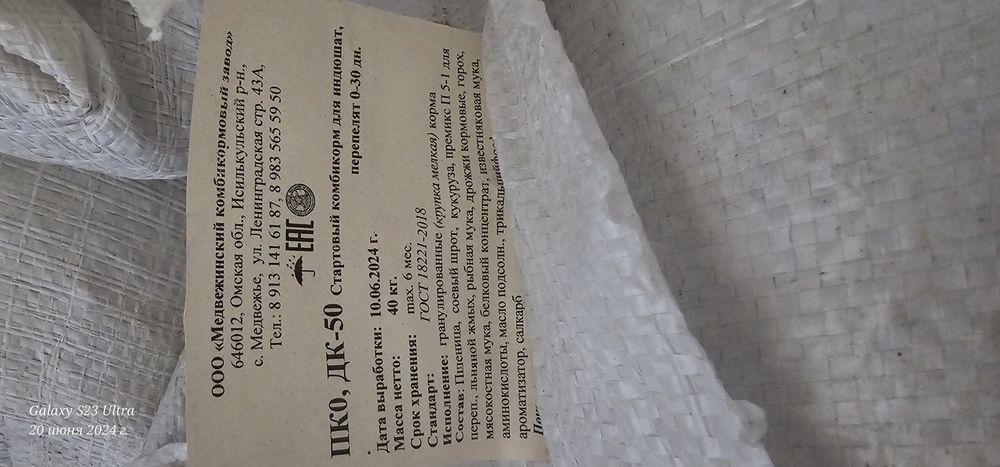 ООО «Медвежинский комбикормовый завод»
646012, Омская обл., Исилькульский р-н.,
с. Медвежье, ул. Ленинградская стр. 43А,
Тел.: 8 913 141 61 87, 8 983 565 59 50
ЕАС
ПК0, ДК-50 Стартовый комбикорм для индюшат,
перепелят 0-30 дн.
Дата выработки: 10.06.2024 г.
Масса нетто: 40 кг.
Срок хранения: max. 6 мес.
Стандарт: ГОСТ 18221-2018
Исполнение: гранулированные (крупка мелкая) корма
Состав: Пшеница, соевый шрот, кукуруза, премикс П 5-1 для
переп., льняной жмых, рыбная мука, дрожжи кормовые, горох,
мясокостная мука, белковый концентрат, известняковая мука,
аминокислоты, масло подсолн.,
ароматизатор, салкарб
Galaxy S23 Ultra
20 июня 2024 г.